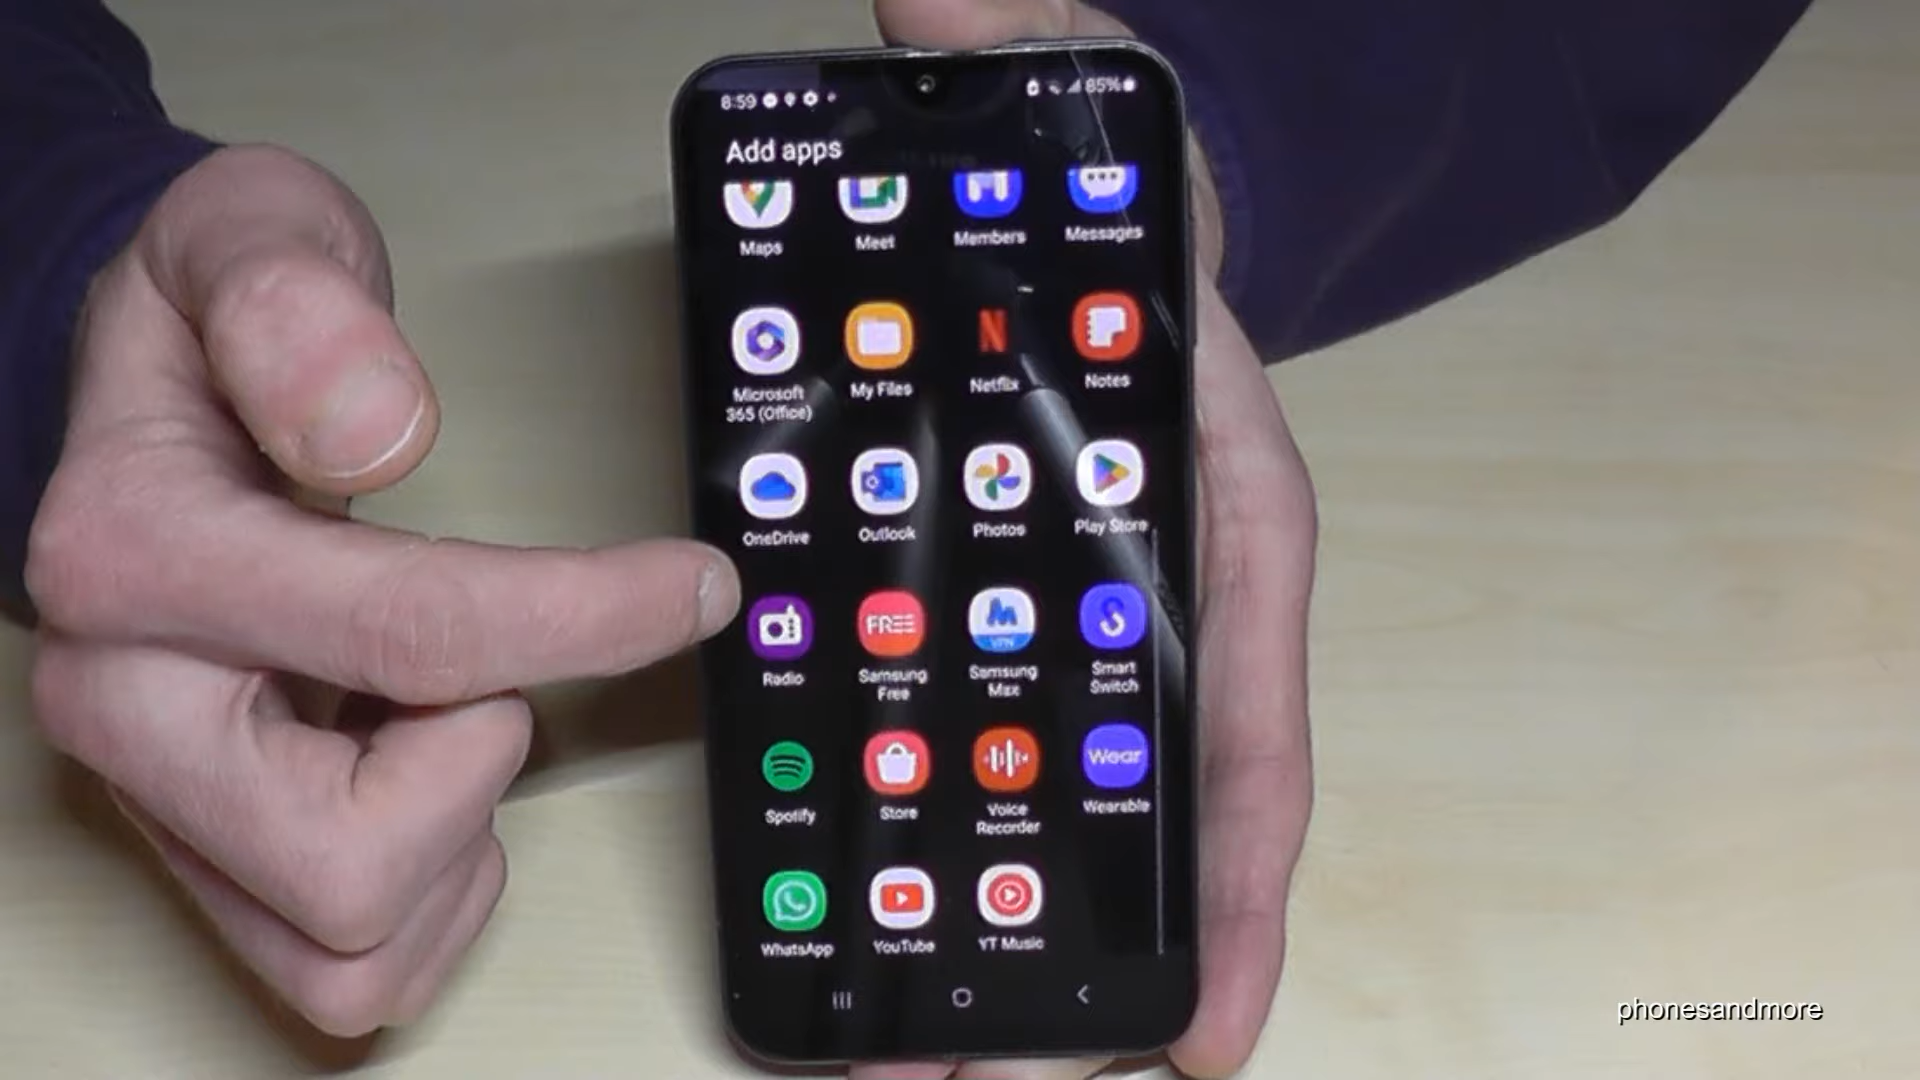 8:59
85%
Add apps
Maps
Meet
Members
Messages
Microsoft
365 (Office)
My Files
Netflix
Notes
OneDrive
Outlook
Photos
Play Store
Radio
FREE
Samsung
Free
VPN
Samsung
Max
Smart
Switch
Spotify
Store
Voice
Recorder
Wear
Wearable
WhatsApp
YouTube
YT Music
phonesandmore